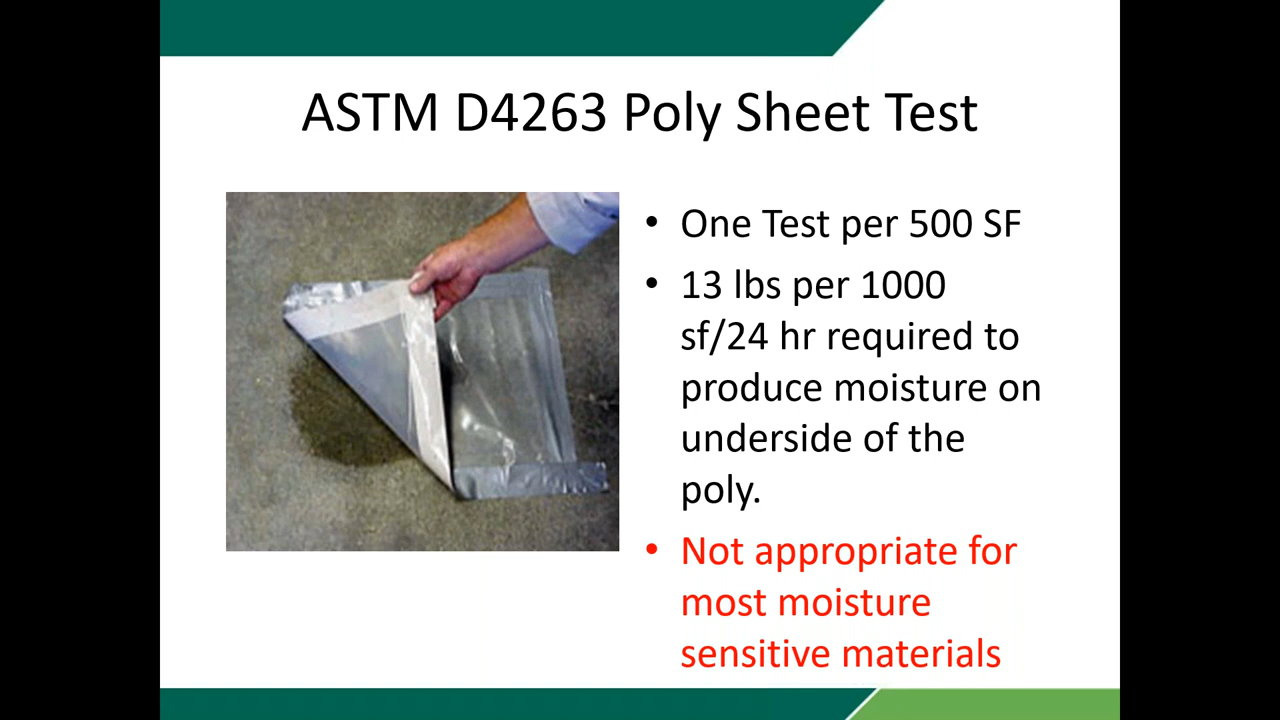 ASTM D4263 Poly Sheet Test
• One Test per 500 SF
• 13 lbs per 1000
sf/24 hr required to
produce moisture on
underside of the
poly.
• Not appropriate for
most moisture
sensitive materials